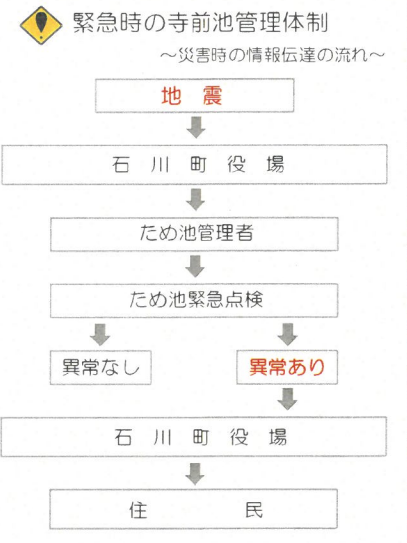 緊急時の寺前池管理体制
～災害時の情報伝達の流れ～
地 震
石 川 町 役 場
ため池管理者
ため池緊急点検
異常なし 異常あり
石 川 町 役 場
住 民